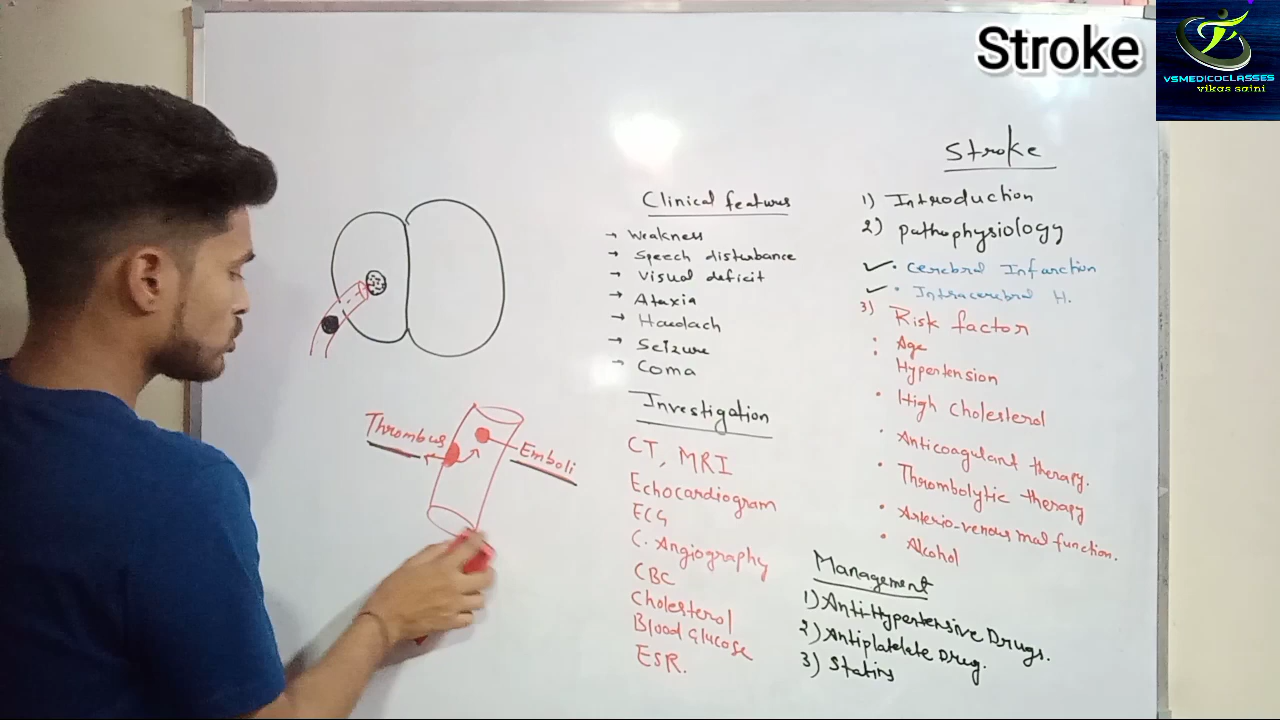 Stroke
VSMEDICOCLASSES
vikas saini
Thrombus
Emboli
Clinical features
→ Weakness
→ Speech disturbance
→ Visual deficit
→ Ataxia
→ Haedach
→ Seizure
→ Coma
Investigation
CT, MRI
Echocardiogram
ECG
C. Angiography
CBC
Cholesterol
Blood Glucose
ESR.
Stroke
1) Introduction
2) pathophysiology
✓ • Cerebral Infarction
✓ • Intracerebral H.
3) Risk factor
• Age
• Hypertension
• High Cholesterol
• Anticoagulant therapy.
• Thrombolytic therapy
• Arterio-venous mal function.
• Alcohol
Management
1) Anti-Hypertensive Drugs.
2) Antiplatelete Drug.
3) Statins